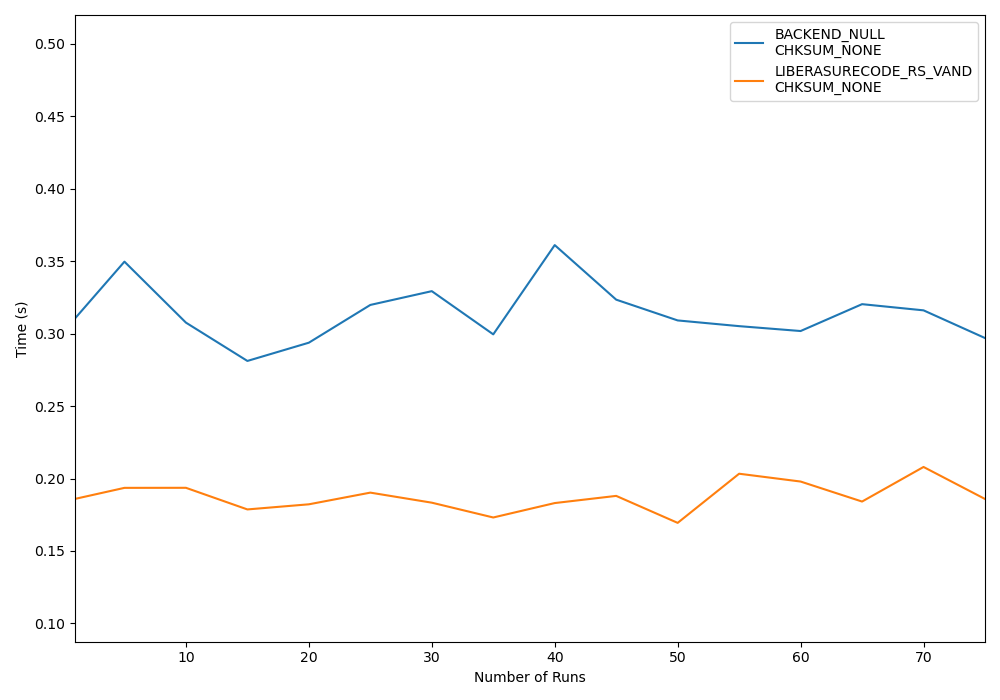 BACKEND_NULL
CHKSUM_NONE
LIBERASURECODE_RS_VAND
CHKSUM_NONE
0.50
0.45
0.40
0.35
0.30
0.25
0.20
0.15
0.10
Time (s)
10 20 30 40 50 60 70
Number of Runs